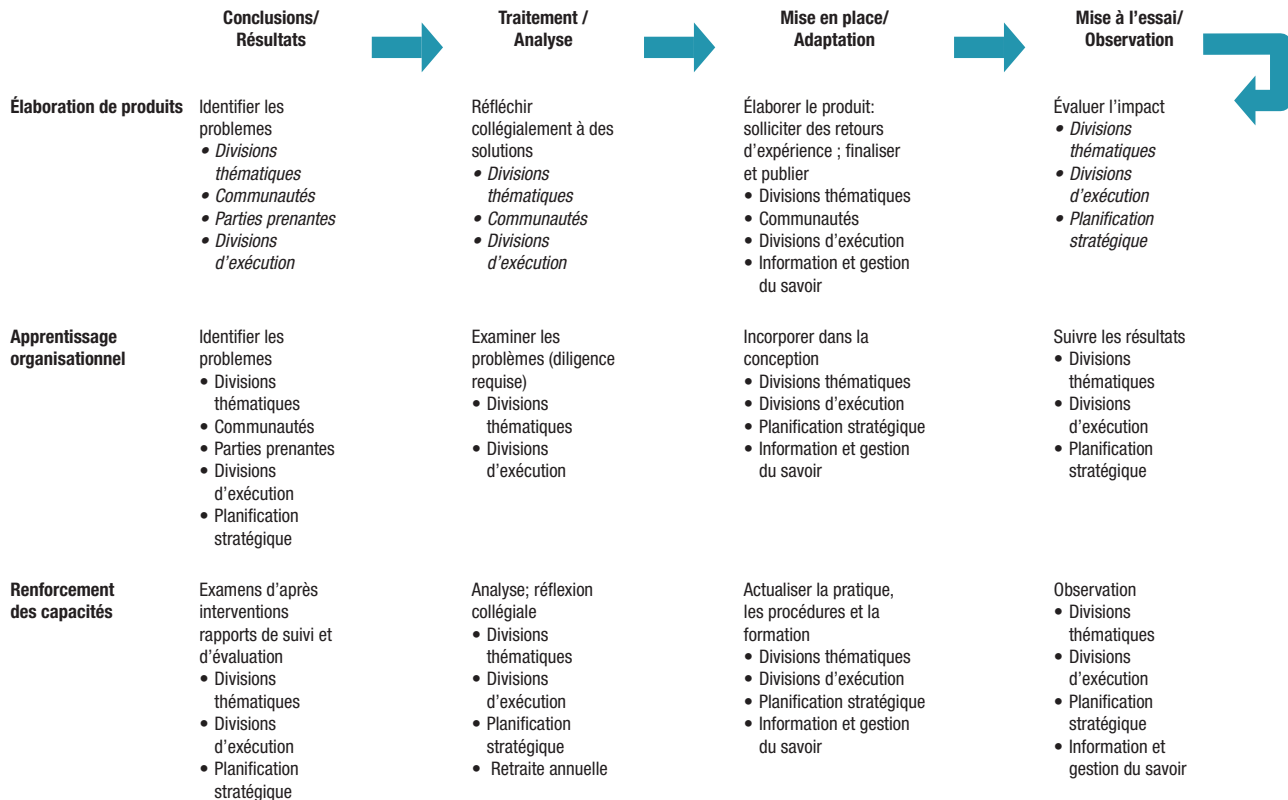 Conclusions/
Résultats
Traitement /
Analyse
Mise en place/
Adaptation
Mise à l'essai/
Observation
Élaboration de produits
Identifier les
problemes
• Divisions
thématiques
• Communautés
• Parties prenantes
• Divisions
d'exécution
Réfléchir
collégialement à des
solutions
• Divisions
thématiques
• Communautés
• Divisions
d'exécution
Élaborer le produit:
solliciter des retours
d'expérience ; finaliser
et publier
• Divisions thématiques
• Communautés
• Divisions d'exécution
• Information et gestion
du savoir
Évaluer l'impact
• Divisions
thématiques
• Divisions
d'exécution
• Planification
stratégique
Apprentissage
organisationnel
Identifier les
problemes
• Divisions
thématiques
• Communautés
• Parties prenantes
• Divisions
d'exécution
• Planification
stratégique
Examiner les
problèmes (diligence
requise)
• Divisions
thématiques
• Divisions
d'exécution
Incorporer dans la
conception
• Divisions thématiques
• Divisions d'exécution
• Planification stratégique
• Information et gestion
du savoir
Suivre les résultats
• Divisions
thématiques
• Divisions
d'exécution
• Planification
stratégique
Renforcement
des capacités
Examens d'après
interventions
rapports de suivi et
d'évaluation
• Divisions
thématiques
• Divisions
d'exécution
• Planification
stratégique
Analyse; réflexion
collégiale
• Divisions
thématiques
• Divisions
d'exécution
• Planification
stratégique
• Retraite annuelle
Actualiser la pratique,
les procédures et la
formation
• Divisions thématiques
• Divisions d'exécution
• Planification stratégique
• Information et gestion
du savoir
Observation
• Divisions
thématiques
• Divisions
d'exécution
• Planification
stratégique
• Information et
gestion du savoir